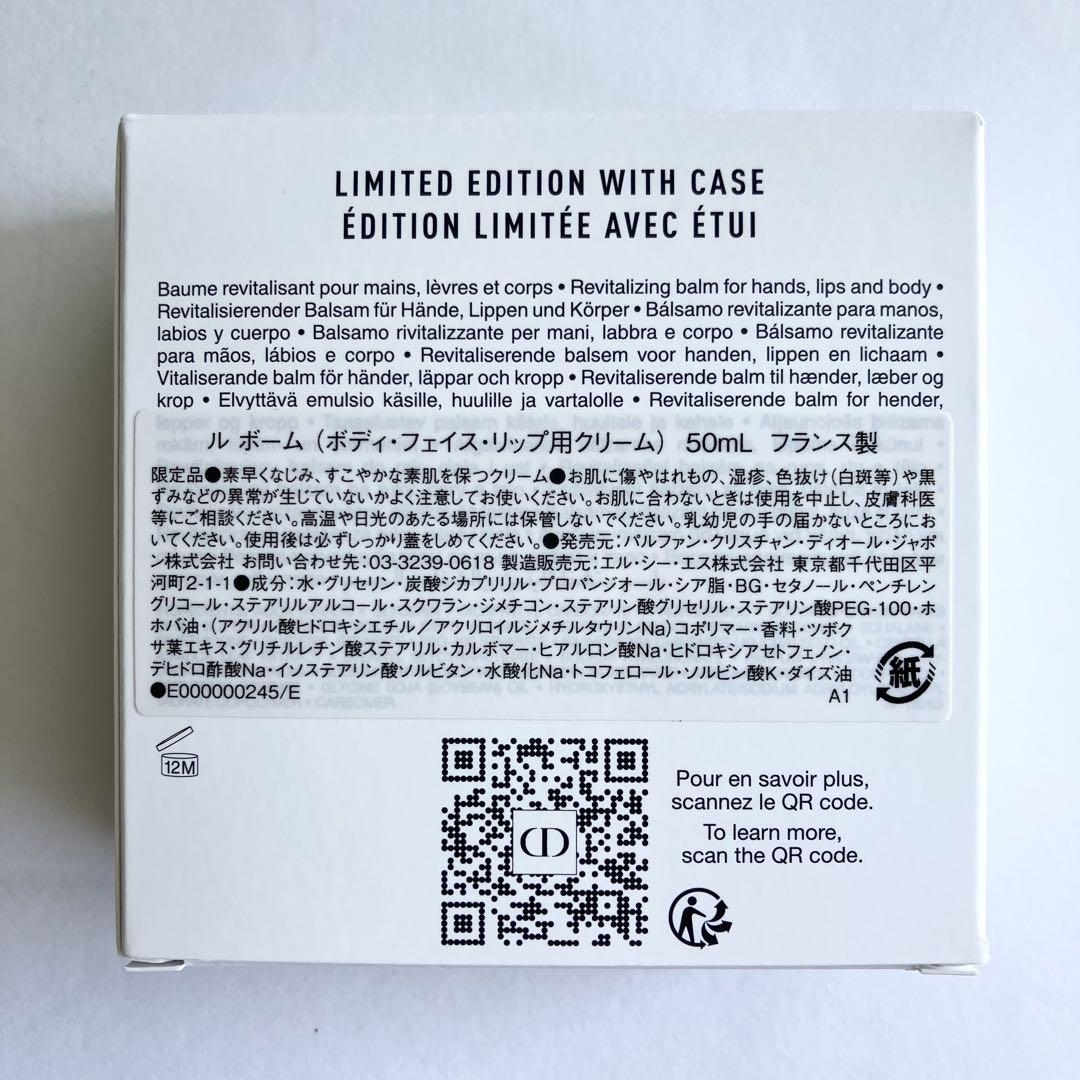 LIMITED EDITION WITH CASE
ÉDITION LIMITÉE AVEC ÉTUI
Baume revitalisant pour mains, lèvres et corps • Revitalizing balm for hands, lips and body •
Revitalisierender Balsam für Hände, Lippen und Körper • Bálsamo revitalizante para manos,
labios y cuerpo • Balsamo rivitalizzante per mani, labbra e corpo • Bálsamo revitalizante
para mãos, lábios e corpo • Revitaliserende balsem voor handen, lippen en lichaam •
Vitaliserande balm för händer, läppar och kropp • Revitaliserende balm til hænder, læber og
krop • Elvyttävä emulsio käsille, huulille ja vartalolle • Revitaliserende balm for hender,
ル ボーム（ボディ・フェイス・リップ用クリーム） 50mL フランス製
限定品●素早くなじみ、すこやかな素肌を保つクリーム●お肌に傷やはれもの、湿疹、色抜け（白斑等）や黒
ずみなどの異常が生じていないかよく注意してお使いください。お肌に合わないときは使用を中止し、皮膚科医
等にご相談ください。高温や日光のあたる場所には保管しないでください。乳幼児の手の届かないところにお
いてください。使用後は必ずしっかり蓋をしめてください。●発売元：パルファン・クリスチャン・ディオール・ジャポ
ン株式会社 お問い合わせ先：03-3239-0618 製造販売元：エル・シー・エス株式会社 東京都千代田区平
河町2-1-1●成分：水・グリセリン・炭酸ジカプリリル・プロパンジオール・シア脂・BG・セタノール・ペンチレン
グリコール・ステアリルアルコール・スクワラン・ジメチコン・ステアリン酸グリセリル・ステアリン酸PEG-100・ホ
ホバ油・（アクリル酸ヒドロキシエチル／アクリロイルジメチルタウリンNa）コポリマー・香料・ツボク
サ葉エキス・グリチルレチン酸ステアリル・カルボマー・ヒアルロン酸Na・ヒドロキシアセトフェノン・
デヒドロ酢酸Na・イソステアリン酸ソルビタン・水酸化Na・トコフェロール・ソルビン酸K・ダイズ油
●E000000245/E
A1
紙
12M
CD
Pour en savoir plus,
scannez le QR code.
To learn more,
scan the QR code.